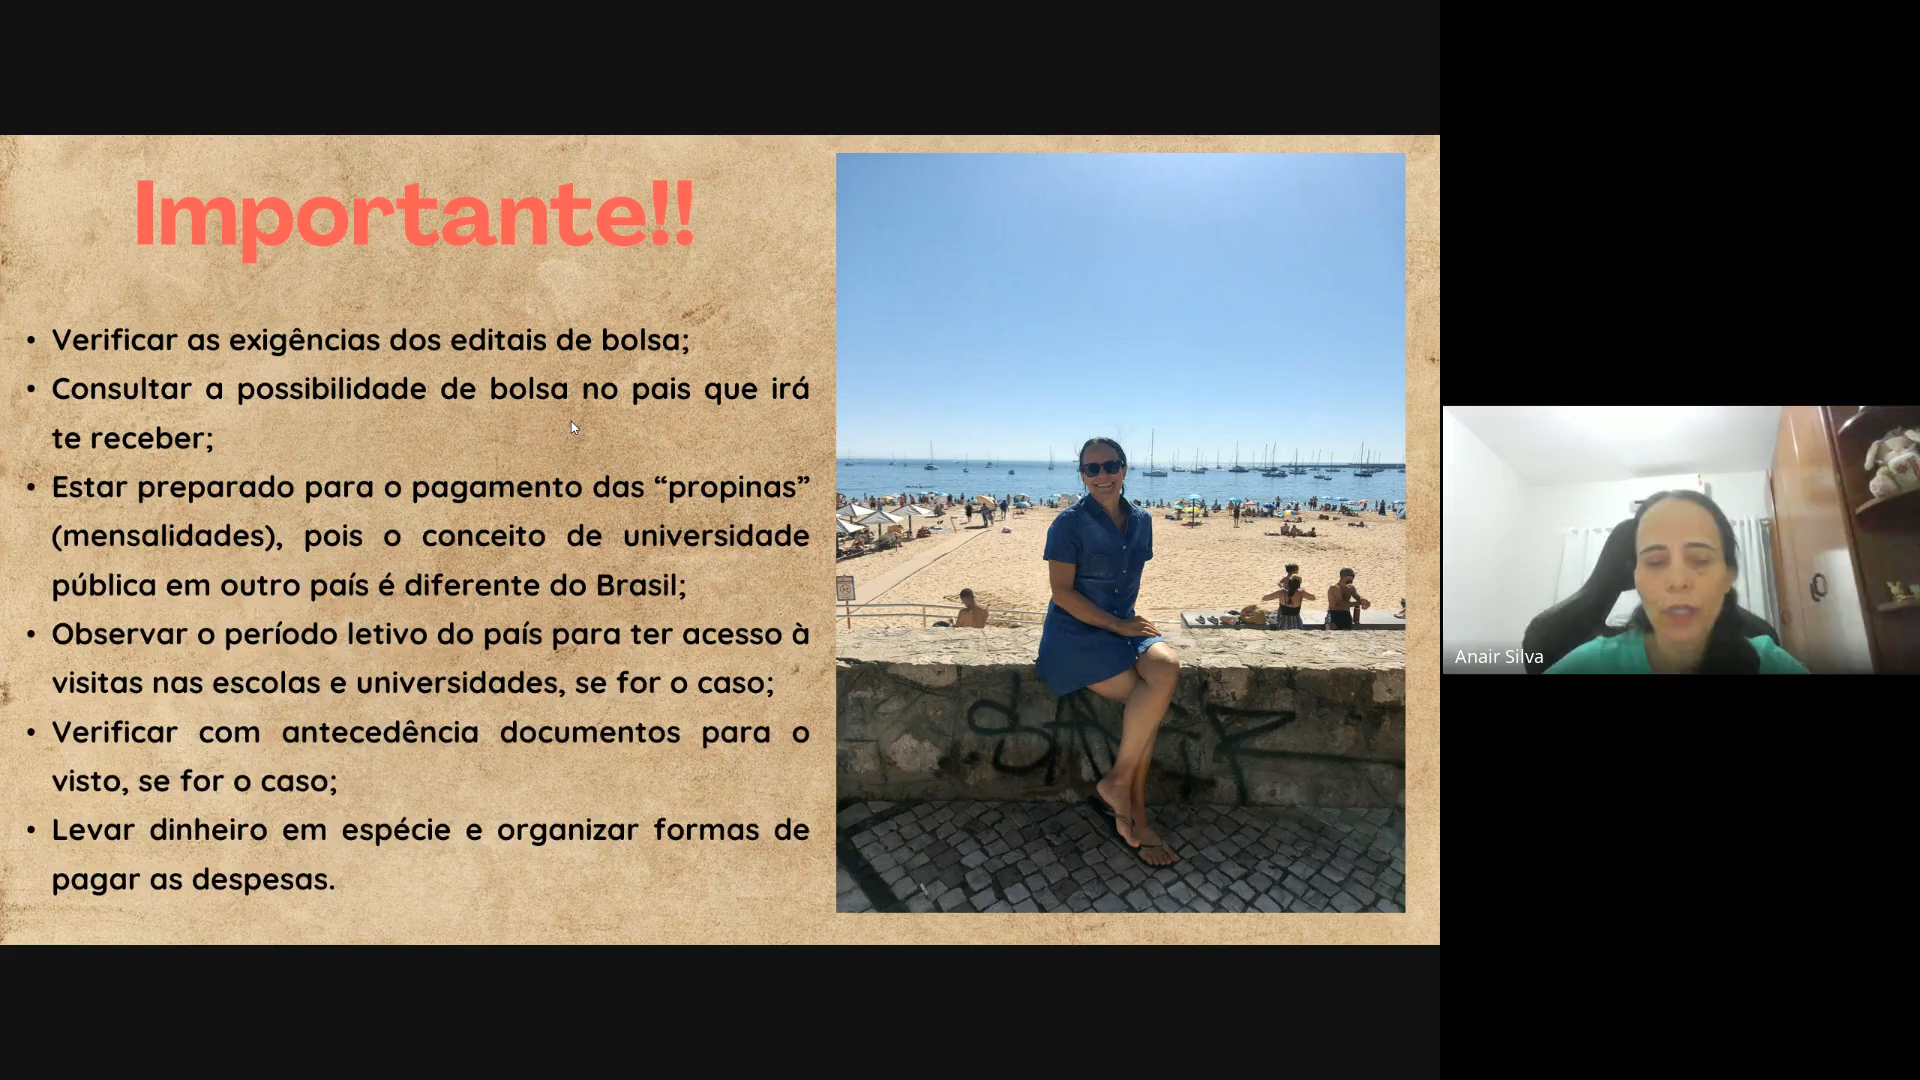 Importante!!
• Verificar as exigências dos editais de bolsa;
• Consultar a possibilidade de bolsa no pais que irá
te receber;
• Estar preparado para o pagamento das “propinas”
(mensalidades), pois o conceito de universidade
pública em outro país é diferente do Brasil;
• Observar o período letivo do país para ter acesso à
visitas nas escolas e universidades, se for o caso;
• Verificar com antecedência documentos para o
visto, se for o caso;
• Levar dinheiro em espécie e organizar formas de
pagar as despesas.
Anair Silva